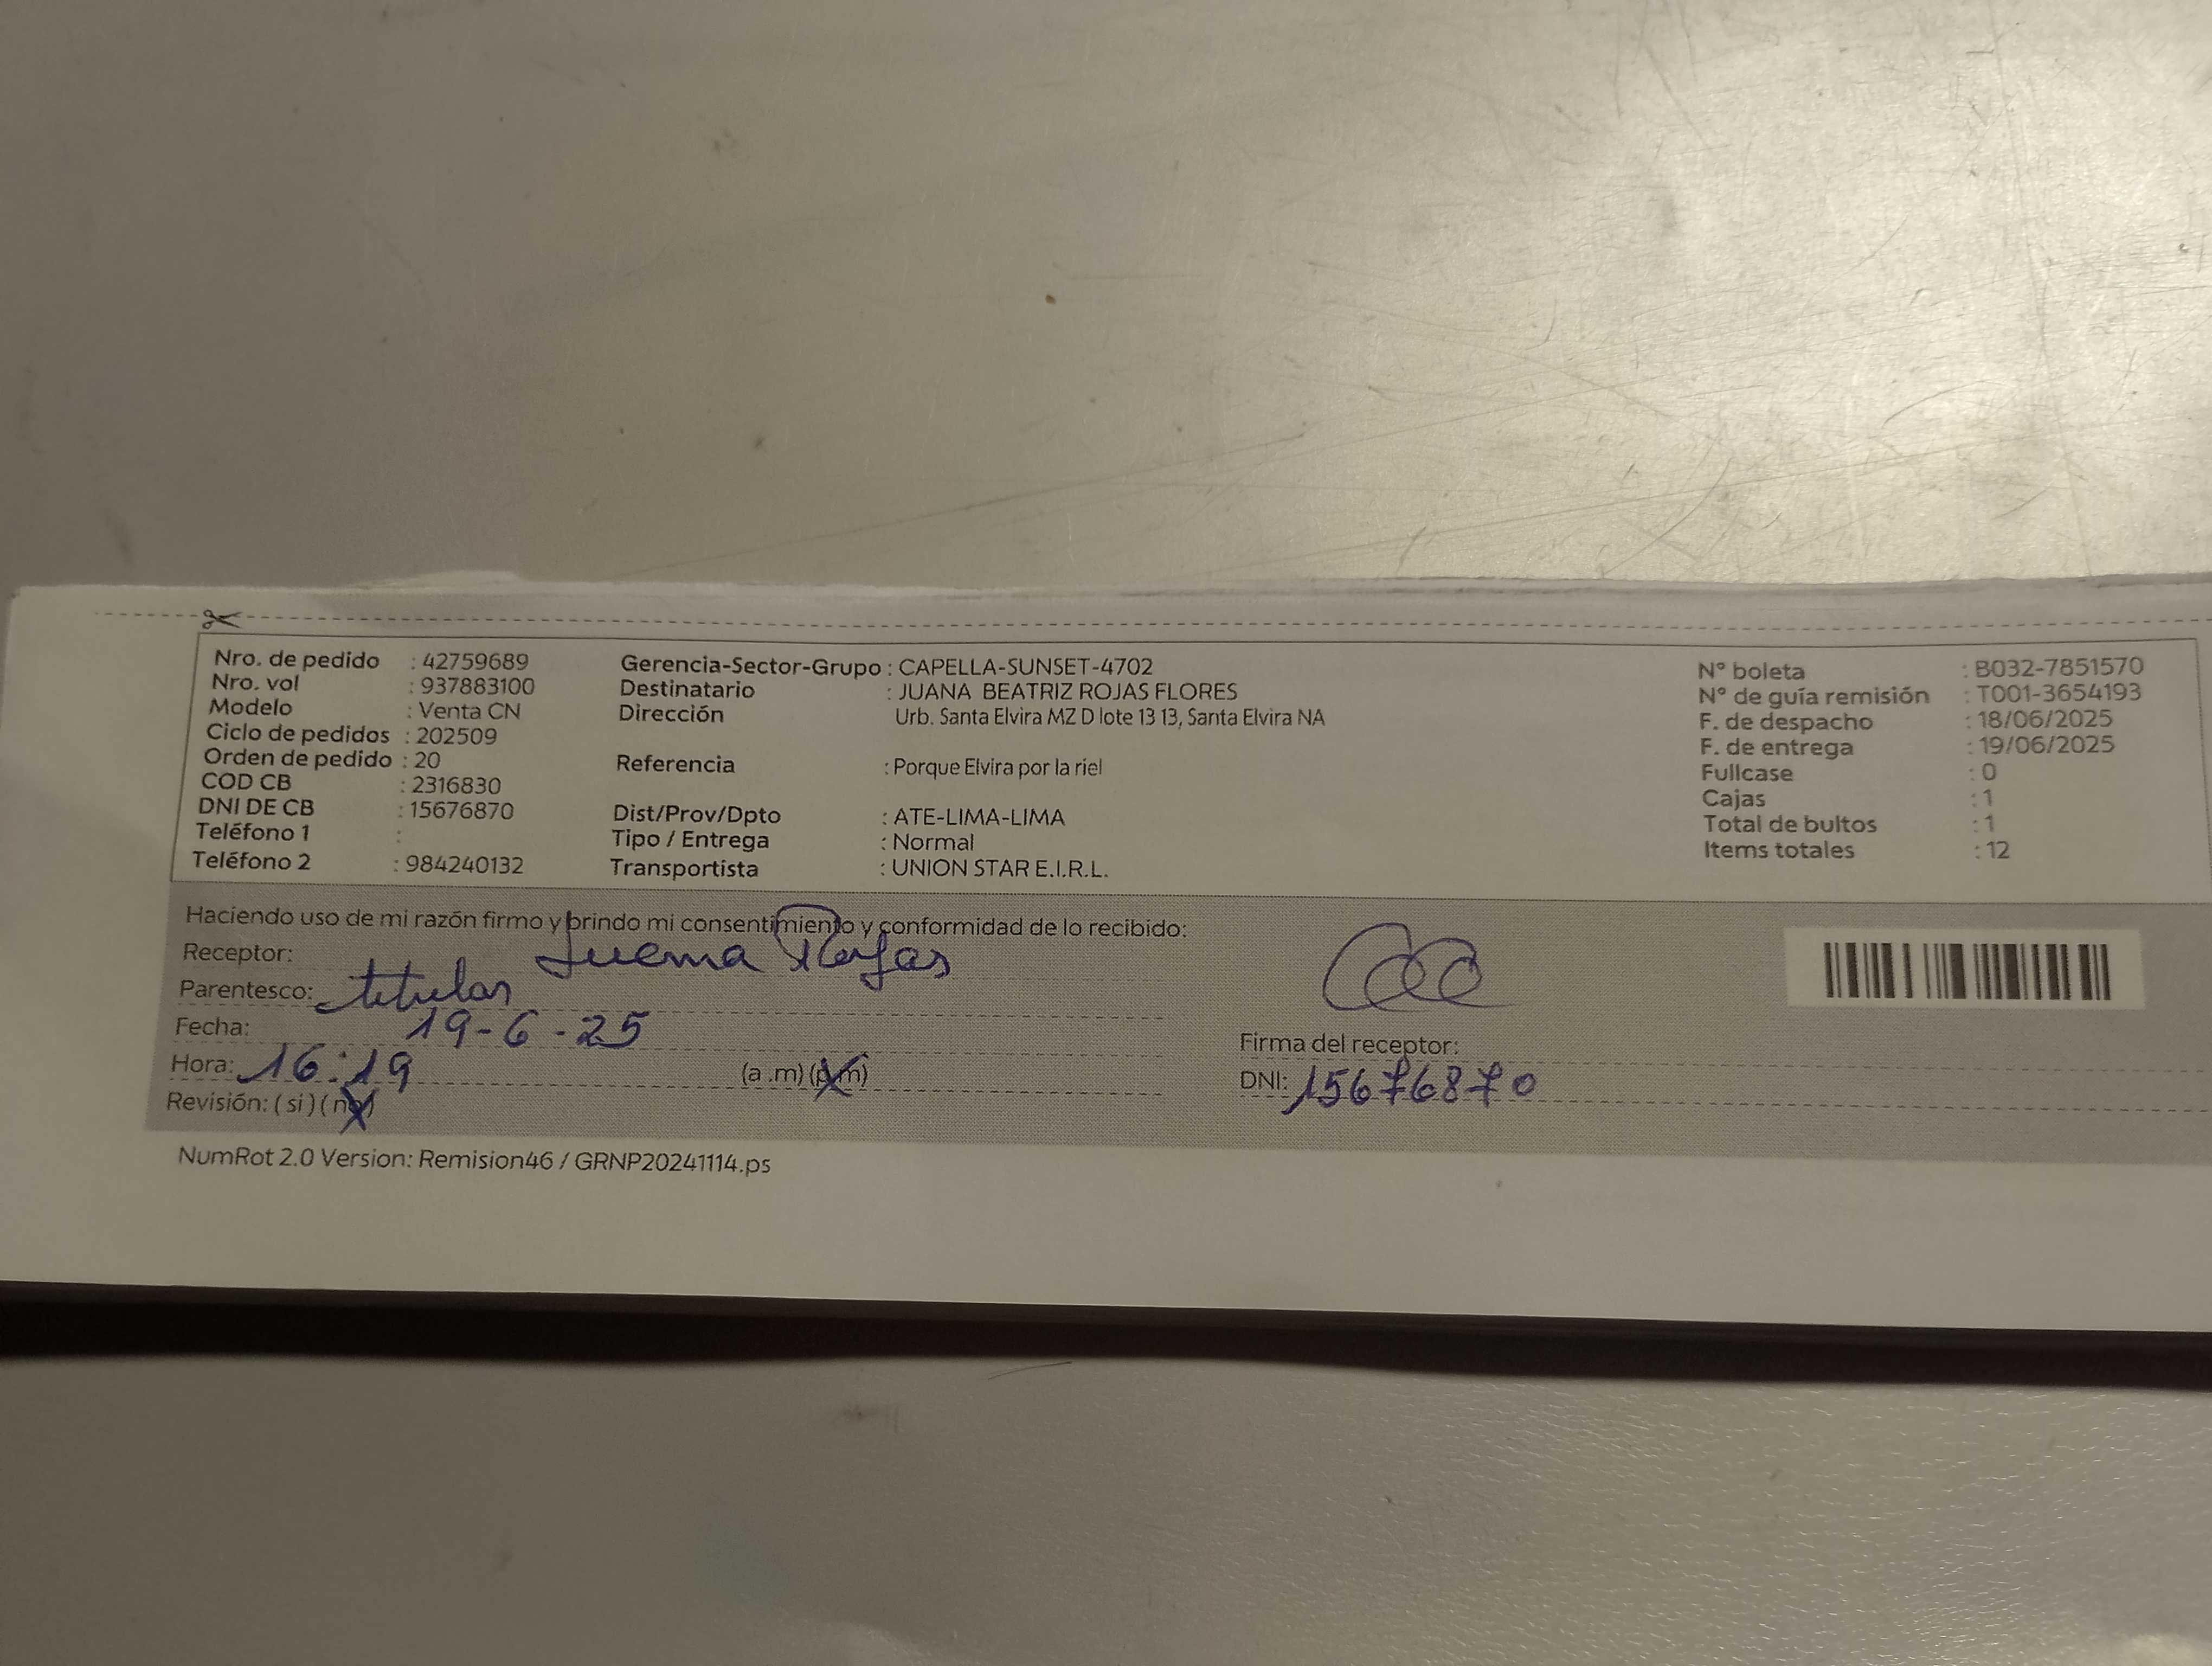 Nro. de pedido : 42759689
Nro. vol : 937883100
Modelo : Venta CN
Ciclo de pedidos : 202509
Orden de pedido : 20
COD CB : 2316830
DNI DE CB : 15676870
Teléfono 1 :
Teléfono 2 : 984240132
Gerencia-Sector-Grupo : CAPELLA-SUNSET-4702
Destinatario : JUANA BEATRIZ ROJAS FLORES
Dirección Urb. Santa Elvira MZ D lote 13 13, Santa Elvira NA
Referencia : Porque Elvira por la riel
Dist/Prov/Dpto : ATE-LIMA-LIMA
Tipo / Entrega : Normal
Transportista : UNION STAR E.I.R.L.
N° boleta : B032-7851570
N° de guía remisión : T001-3654193
F. de despacho : 18/06/2025
F. de entrega : 19/06/2025
Fullcase : 0
Cajas : 1
Total de bultos : 1
Items totales : 12
Haciendo uso de mi razón firmo y brindo mi consentimiento y conformidad de lo recibido:
Receptor: Juana Rojas
Parentesco: titular
Fecha: 19-6-25
Hora: 16:19 (a.m) (p.m)
Revisión: ( si ) ( no )
Firma del receptor:
DNI: 15676870
NumRot 2.0 Version: Remision46 / GRNP20241114.ps